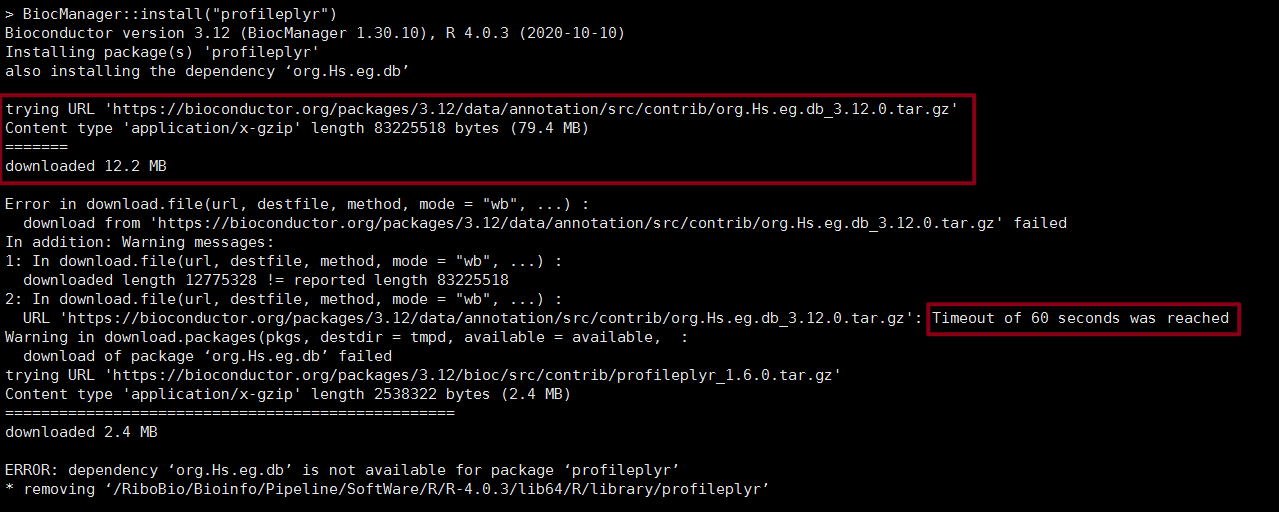 > BiocManager::install("profileplyr")
Bioconductor version 3.12 (BiocManager 1.30.10), R 4.0.3 (2020-10-10)
Installing package(s) 'profileplyr'
also installing the dependency ‘org.Hs.eg.db’
trying URL 'https://bioconductor.org/packages/3.12/data/annotation/src/contrib/org.Hs.eg.db_3.12.0.tar.gz'
Content type 'application/x-gzip' length 83225518 bytes (79.4 MB)
=======
downloaded 12.2 MB
Error in download.file(url, destfile, method, mode = "wb", ...) :
  download from 'https://bioconductor.org/packages/3.12/data/annotation/src/contrib/org.Hs.eg.db_3.12.0.tar.gz' failed
In addition: Warning messages:
1: In download.file(url, destfile, method, mode = "wb", ...) :
  downloaded length 12775328 != reported length 83225518
2: In download.file(url, destfile, method, mode = "wb", ...) :
  URL 'https://bioconductor.org/packages/3.12/data/annotation/src/contrib/org.Hs.eg.db_3.12.0.tar.gz': Timeout of 60 seconds was reached
Warning in download.packages(pkgs, destdir = tmpd, available = available,  :
  download of package ‘org.Hs.eg.db’ failed
trying URL 'https://bioconductor.org/packages/3.12/bioc/src/contrib/profileplyr_1.6.0.tar.gz'
Content type 'application/x-gzip' length 2538322 bytes (2.4 MB)
==================================================
downloaded 2.4 MB
ERROR: dependency ‘org.Hs.eg.db’ is not available for package ‘profileplyr’
* removing ‘/RiboBio/Bioinfo/Pipeline/SoftWare/R/R-4.0.3/lib64/R/library/profileplyr’